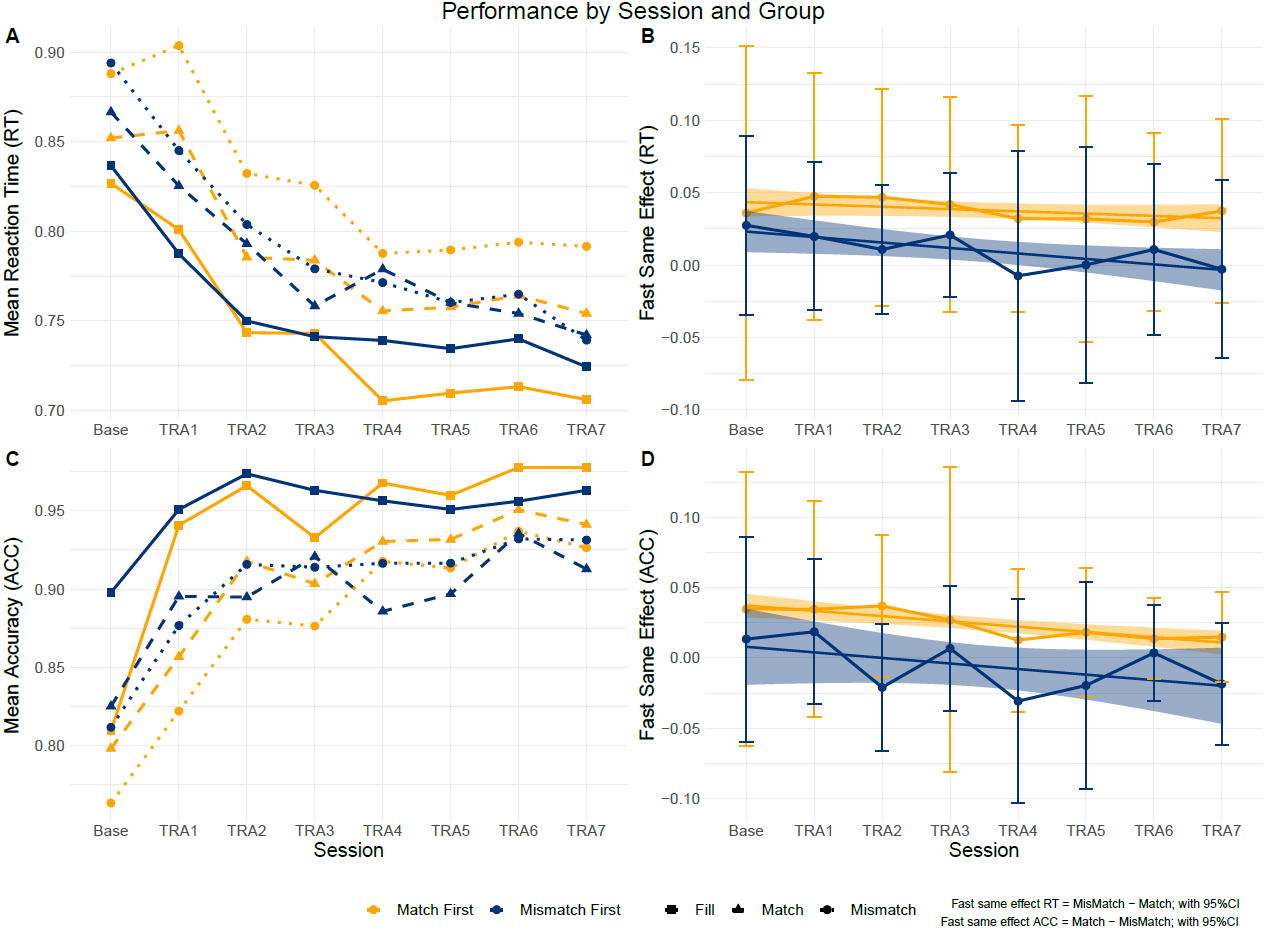 Performance by Session and Group
A
Mean Reaction Time (RT)
0.90
0.85
0.80
0.75
0.70
Base TRA1 TRA2 TRA3 TRA4 TRA5 TRA6 TRA7
B
Fast Same Effect (RT)
0.15
0.10
0.05
0.00
−0.05
−0.10
Base TRA1 TRA2 TRA3 TRA4 TRA5 TRA6 TRA7
C
Mean Accuracy (ACC)
0.95
0.90
0.85
0.80
Base TRA1 TRA2 TRA3 TRA4 TRA5 TRA6 TRA7
Session
D
Fast Same Effect (ACC)
0.10
0.05
0.00
−0.05
−0.10
Base TRA1 TRA2 TRA3 TRA4 TRA5 TRA6 TRA7
Session
Match First Mismatch First Fill Match Mismatch
Fast same effect RT = MisMatch − Match; with 95%CI
Fast same effect ACC = Match − MisMatch; with 95%CI